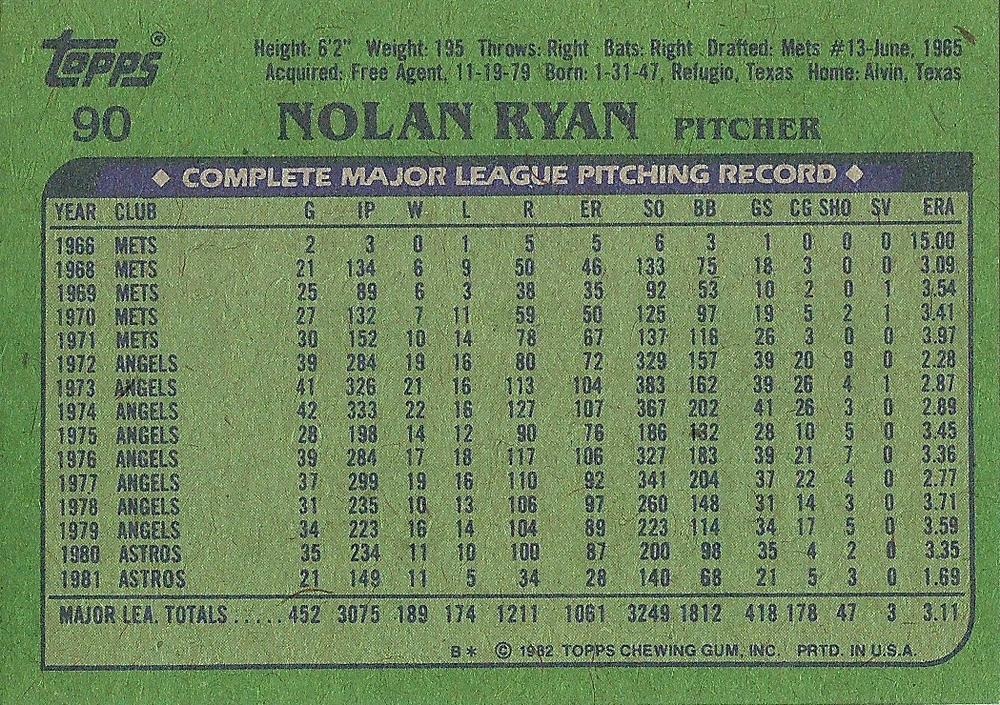 Topps® Height: 6'2" Weight: 195 Throws: Right Bats: Right Drafted: Mets #13-June, 1965
Acquired: Free Agent, 11-19-79 Born: 1-31-47, Refugio, Texas Home: Alvin, Texas
90 NOLAN RYAN PITCHER
◆ COMPLETE MAJOR LEAGUE PITCHING RECORD ◆
YEAR CLUB G IP W L R ER SO BB GS CG SHO SV ERA
1966 METS 2 3 0 1 5 5 6 3 1 0 0 0 15.00
1968 METS 21 134 6 9 50 46 133 75 18 3 0 0 3.09
1969 METS 25 89 6 3 38 35 92 53 10 2 0 1 3.54
1970 METS 27 132 7 11 59 50 125 97 19 5 2 1 3.41
1971 METS 30 152 10 14 78 67 137 116 26 3 0 0 3.97
1972 ANGELS 39 284 19 16 80 72 329 157 39 20 9 0 2.28
1973 ANGELS 41 326 21 16 113 104 383 162 39 26 4 1 2.87
1974 ANGELS 42 333 22 16 127 107 367 202 41 26 3 0 2.89
1975 ANGELS 28 198 14 12 90 76 186 132 28 10 5 0 3.45
1976 ANGELS 39 284 17 18 117 106 327 183 39 21 7 0 3.36
1977 ANGELS 37 299 19 16 110 92 341 204 37 22 4 0 2.77
1978 ANGELS 31 235 10 13 106 97 260 148 31 14 3 0 3.71
1979 ANGELS 34 223 16 14 104 89 223 114 34 17 5 0 3.59
1980 ASTROS 35 234 11 10 100 87 200 98 35 4 2 0 3.35
1981 ASTROS 21 149 11 5 34 28 140 68 21 5 3 0 1.69
MAJOR LEA. TOTALS ..... 452 3075 189 174 1211 1061 3249 1812 418 178 47 3 3.11
B* © 1982 TOPPS CHEWING GUM, INC. PRTD. IN U.S.A.